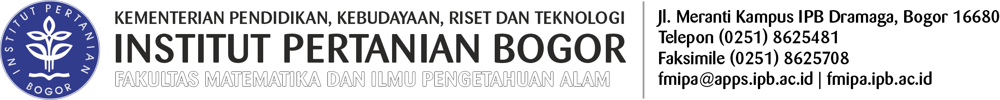 INSTITUT PERTANIAN
BOGOR
KEMENTERIAN PENDIDIKAN, KEBUDAYAAN, RISET DAN TEKNOLOGI
INSTITUT PERTANIAN BOGOR
FAKULTAS MATEMATIKA DAN ILMU PENGETAHUAN ALAM
Jl. Meranti Kampus IPB Dramaga, Bogor 16680
Telepon (0251) 8625481
Faksimile (0251) 8625708
fmipa@apps.ipb.ac.id | fmipa.ipb.ac.id